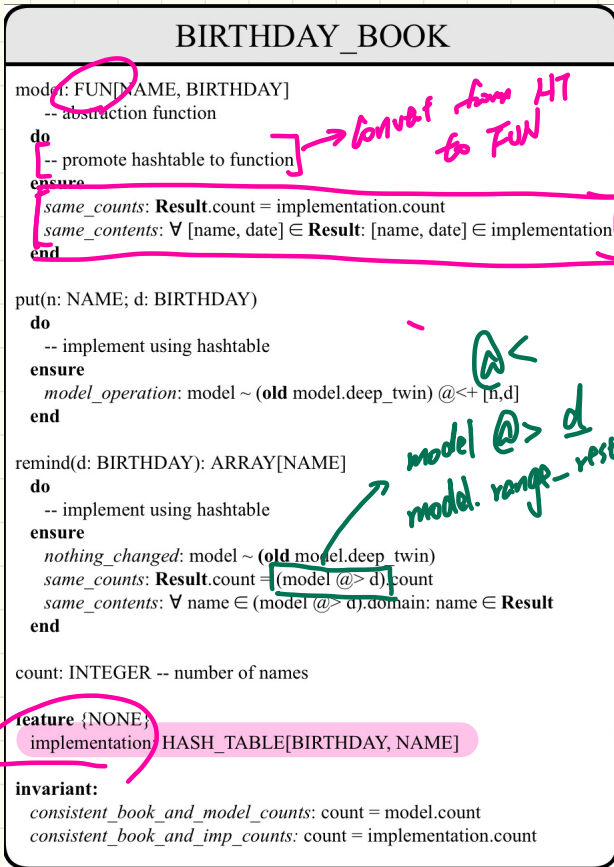 BIRTHDAY_BOOK
model: FUN[NAME, BIRTHDAY]
-- abstraction function
do
-- promote hashtable to function
convert from HT
to FUN
ensure
same_counts: Result.count = implementation.count
same_contents: ∀ [name, date] ∈ Result: [name, date] ∈ implementation
end
put(n: NAME; d: BIRTHDAY)
do
-- implement using hashtable
ensure
@<
model_operation: model ~ (old model.deep_twin) @<+ [n,d]
end
model @> d
model. range_rest
remind(d: BIRTHDAY): ARRAY[NAME]
do
-- implement using hashtable
ensure
nothing_changed: model ~ (old model.deep_twin)
same_counts: Result.count = (model @> d).count
same_contents: ∀ name ∈ (model @> d).domain: name ∈ Result
end
count: INTEGER -- number of names
feature {NONE}
implementation: HASH_TABLE[BIRTHDAY, NAME]
invariant:
consistent_book_and_model_counts: count = model.count
consistent_book_and_imp_counts: count = implementation.count